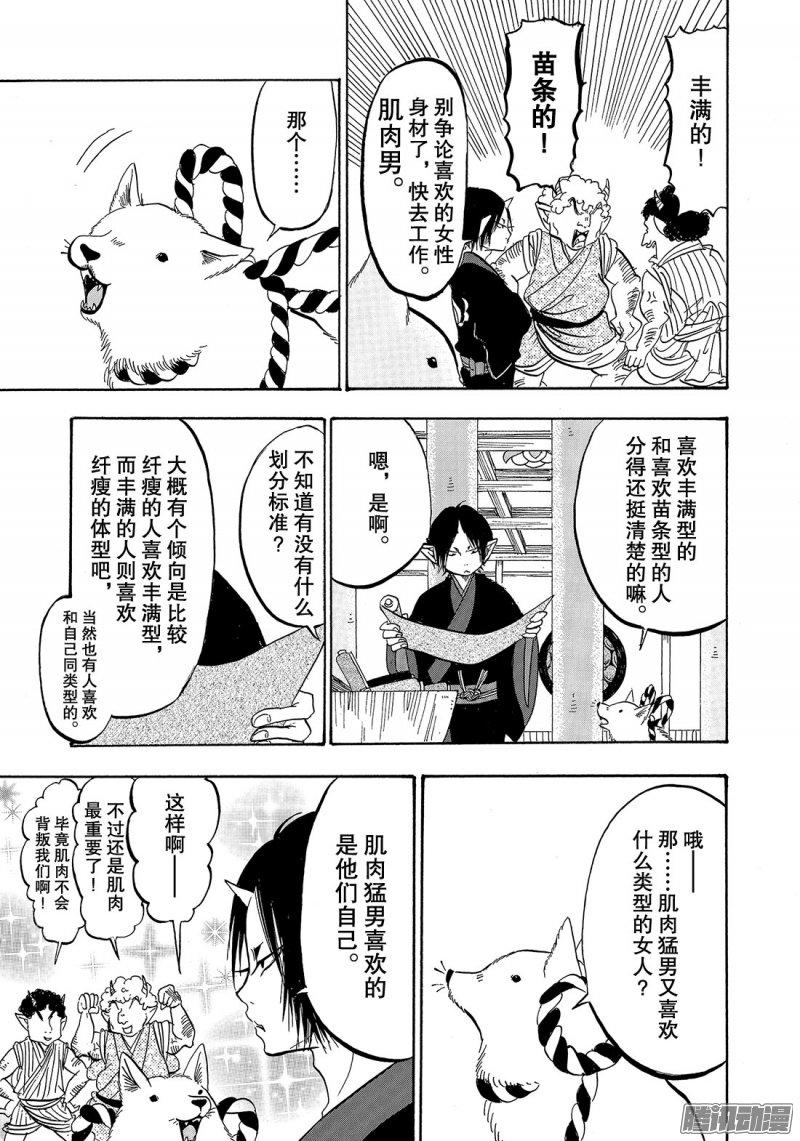 丰满的！
苗条的！
别争论喜欢的女性
身材了，快去工作。
肌肉男。
那个……
喜欢丰满型的
和喜欢苗条型的人
分得还挺清楚的嘛。
嗯，是啊。
不知道有没有什么
划分标准？
大概有个倾向是比较
纤瘦的人喜欢丰满型，
而丰满的人则喜欢
纤瘦的体型吧，
当然也有人喜欢
和自己同类型的。
哦——
那……肌肉猛男又喜欢
什么类型的女人？
肌肉猛男喜欢的
是他们自己。
这样啊——
不过还是肌肉
最重要了！
毕竟肌肉不会
背叛我们啊！
腾讯动漫